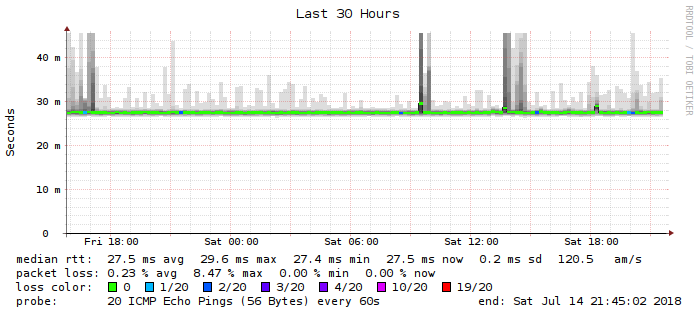 Last 30 Hours
RRDTOOL / TOBI OETIKER
Seconds
40 m
30 m
20 m
10 m
0
Fri 18:00 Sat 00:00 Sat 06:00 Sat 12:00 Sat 18:00
median rtt: 27.5 ms avg 29.6 ms max 27.4 ms min 27.5 ms now 0.2 ms sd 120.5 am/s
packet loss: 0.23 % avg 8.47 % max 0.00 % min 0.00 % now
loss color: 0 1/20 2/20 3/20 4/20 10/20 19/20
probe: 20 ICMP Echo Pings (56 Bytes) every 60s end: Sat Jul 14 21:45:02 2018